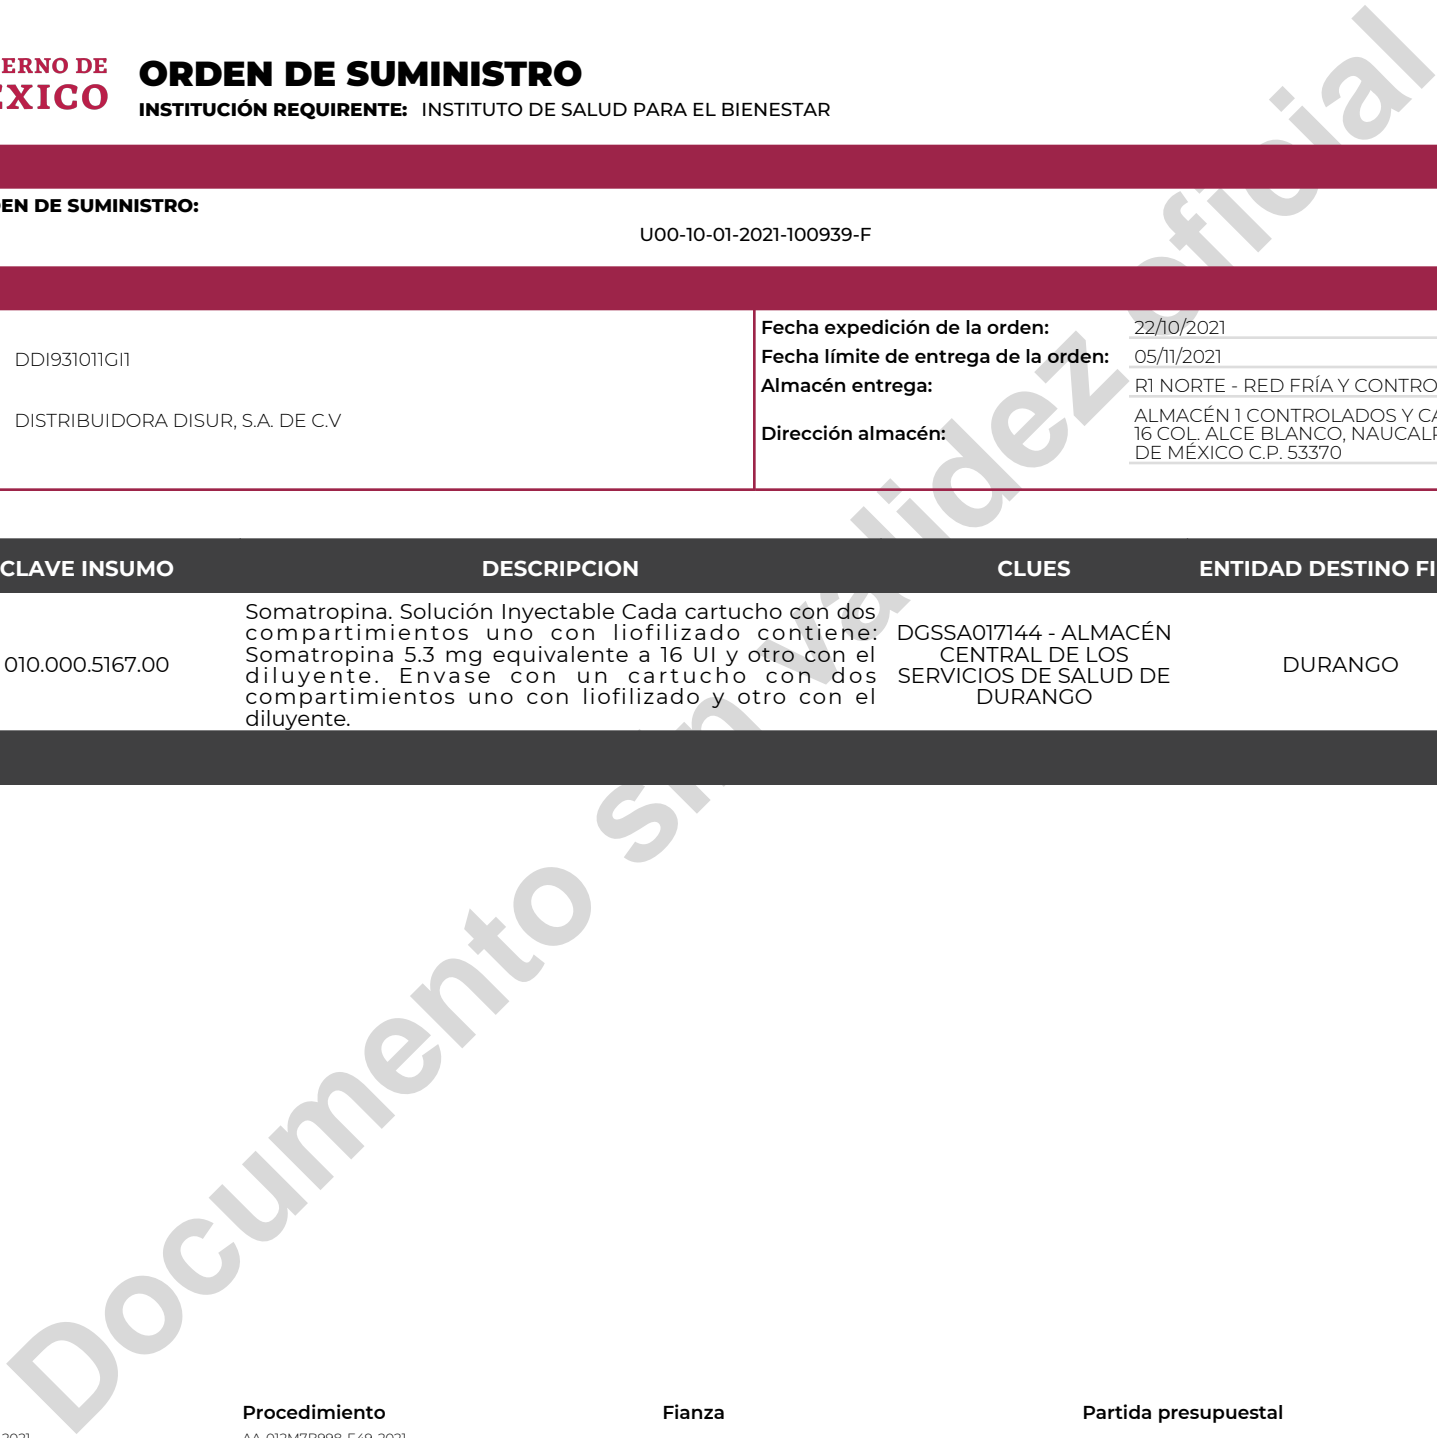 ERNO DE
ÉXICO
ORDEN DE SUMINISTRO
INSTITUCIÓN REQUIRENTE: INSTITUTO DE SALUD PARA EL BIENESTAR
EN DE SUMINISTRO:
U00-10-01-2021-100939-F
DDI931011GI1
DISTRIBUIDORA DISUR, S.A. DE C.V
Fecha expedición de la orden: 22/10/2021
Fecha límite de entrega de la orden: 05/11/2021
Almacén entrega: R1 NORTE - RED FRÍA Y CONTRO
Dirección almacén: ALMACÉN 1 CONTROLADOS Y CA
16 COL. ALCE BLANCO, NAUCALP
DE MÉXICO C.P. 53370
CLAVE INSUMO DESCRIPCION CLUES ENTIDAD DESTINO FI
010.000.5167.00
Somatropina. Solución Inyectable Cada cartucho con dos
compartimientos uno con liofilizado contiene:
Somatropina 5.3 mg equivalente a 16 UI y otro con el
diluyente. Envase con un cartucho con dos
compartimientos uno con liofilizado y otro con el
diluyente.
DGSSA017144 - ALMACÉN
CENTRAL DE LOS
SERVICIOS DE SALUD DE
DURANGO
DURANGO
Documento sin validez oficial
Procedimiento Fianza Partida presupuestal